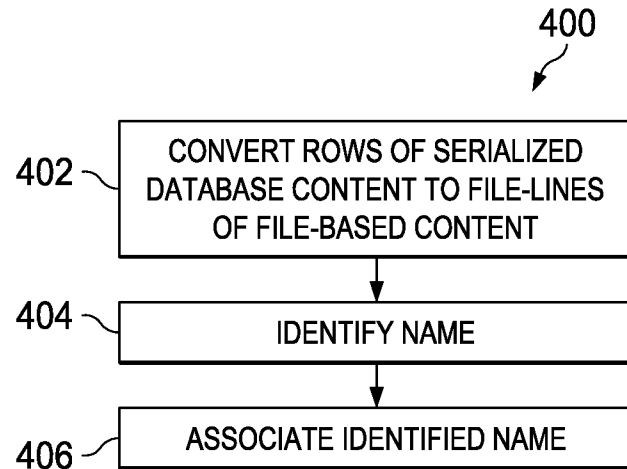 400
402
CONVERT ROWS OF SERIALIZED
DATABASE CONTENT TO FILE-LINES
OF FILE-BASED CONTENT
404
IDENTIFY NAME
406
ASSOCIATE IDENTIFIED NAME